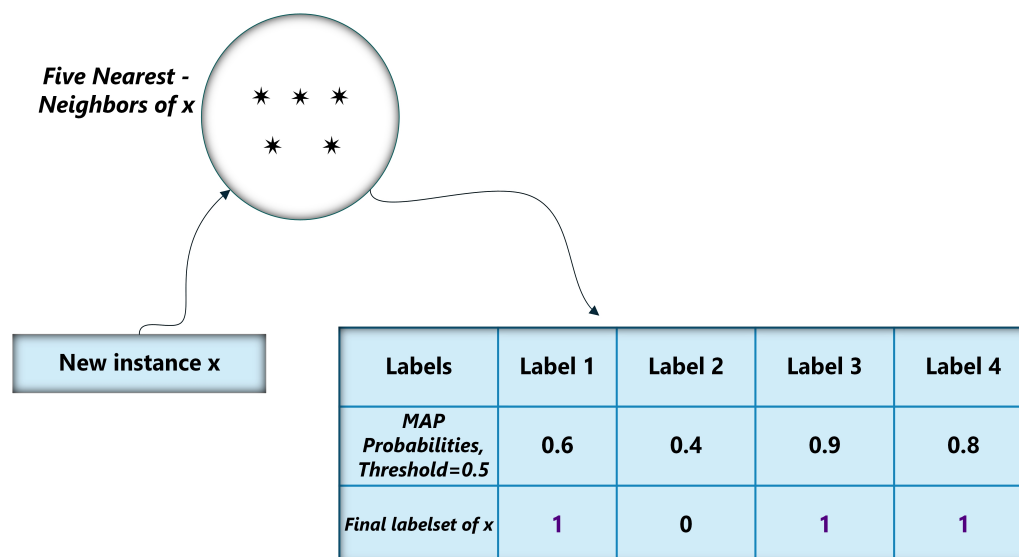 Five Nearest -
Neighbors of x
New instance x
Labels Label 1 Label 2 Label 3 Label 4
MAP
Probabilities,
Threshold=0.5 0.6 0.4 0.9 0.8
Final labelset of x 1 0 1 1